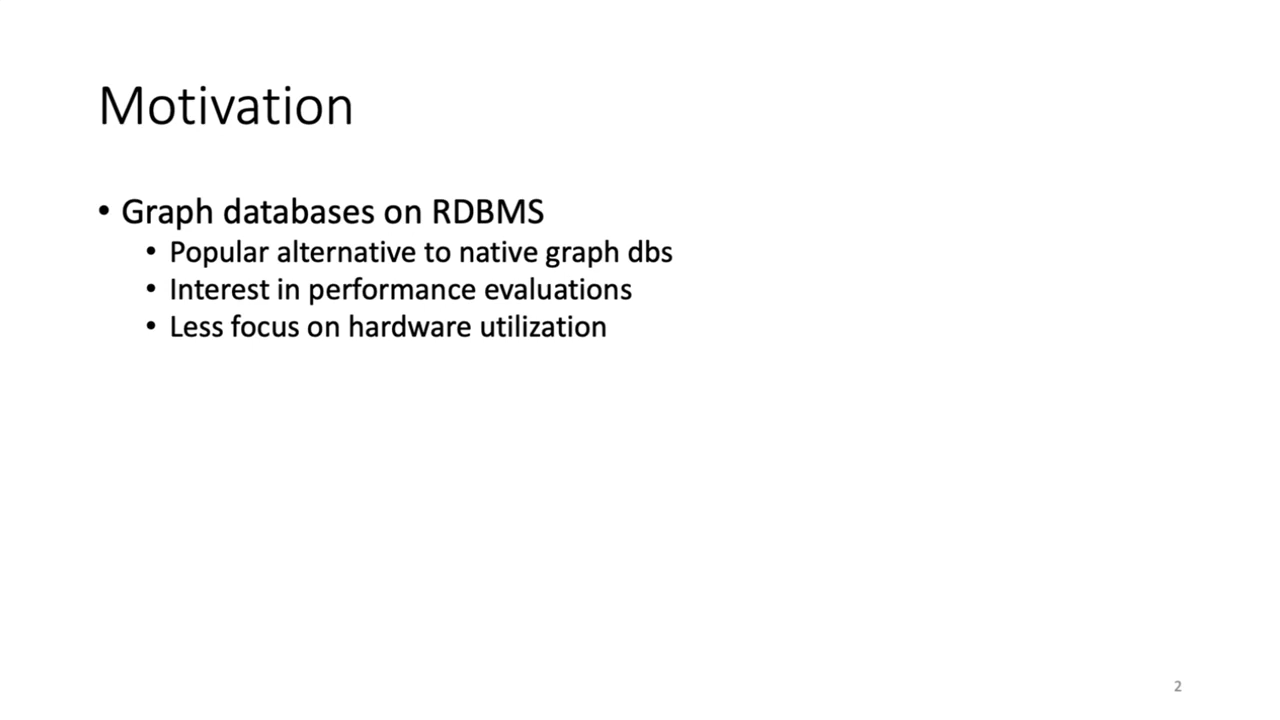 Motivation
• Graph databases on RDBMS
• Popular alternative to native graph dbs
• Interest in performance evaluations
• Less focus on hardware utilization
2